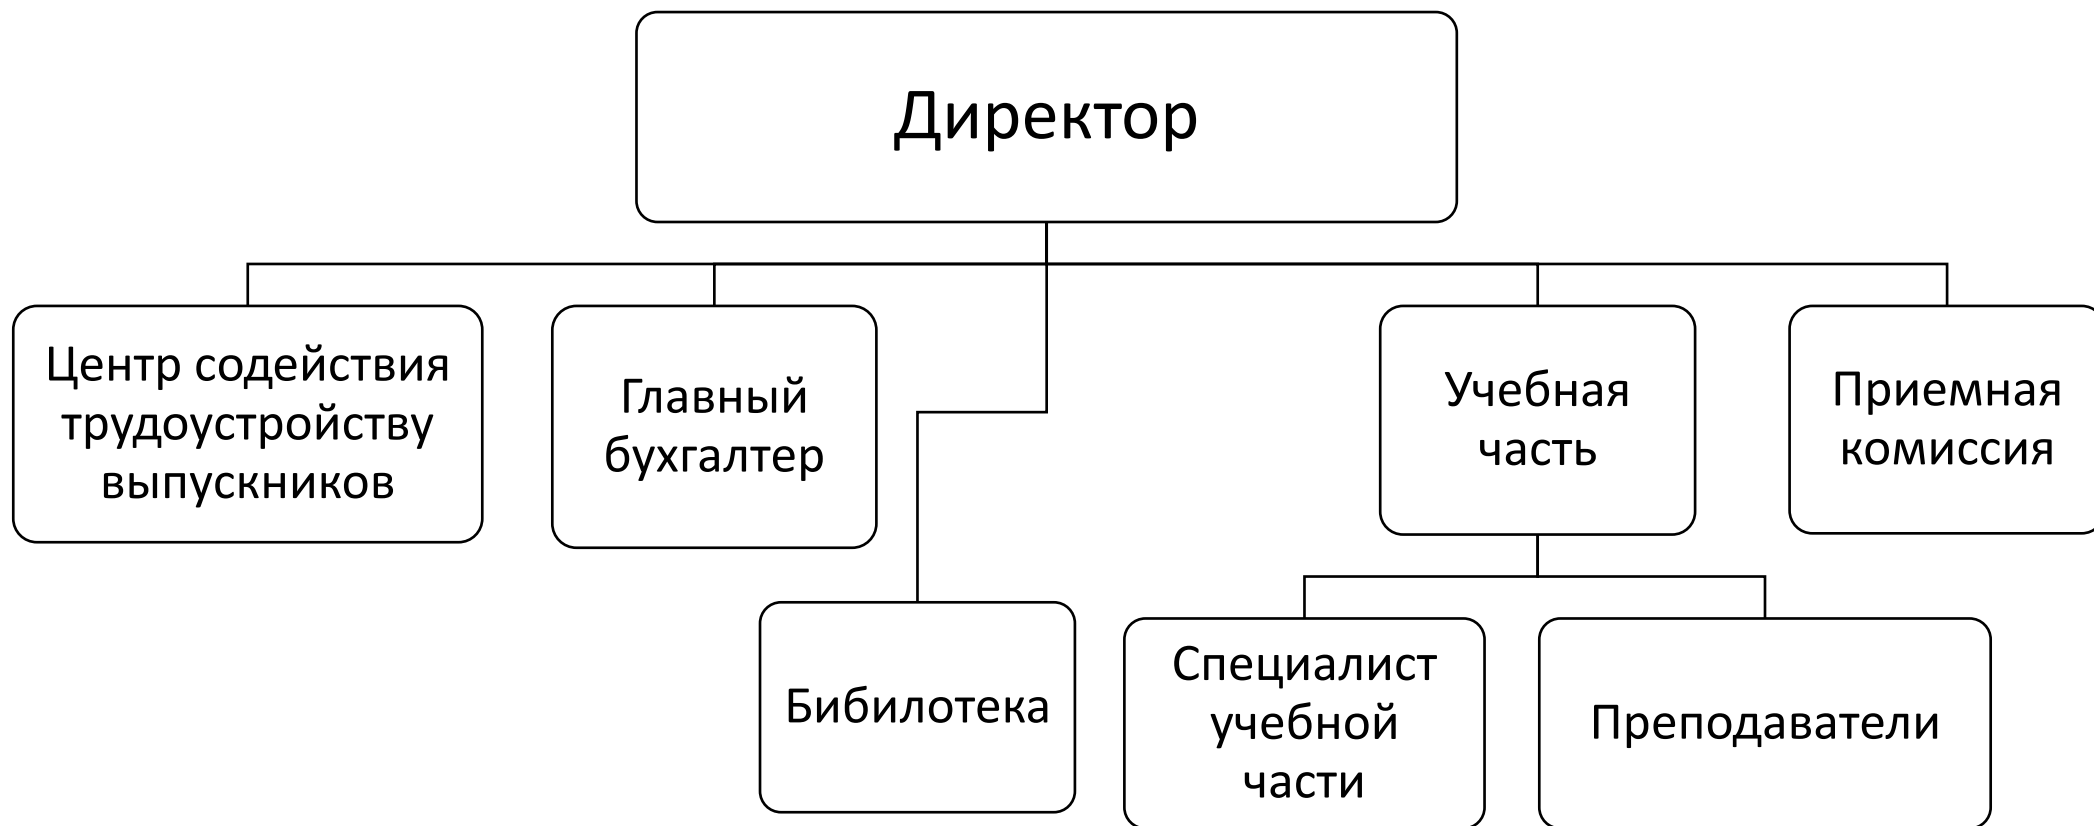 Директор
Центр содействия
трудоустройству
выпускников
Главный
бухгалтер
Учебная
часть
Приемная
комиссия
Бибилотека
Специалист
учебной
части
Преподаватели